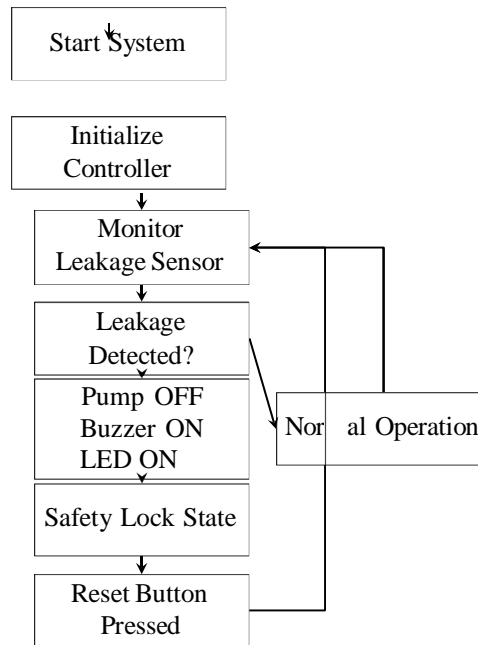 Start System
Initialize
Controller
Monitor
Leakage Sensor
Leakage
Detected?
Pump OFF
Buzzer ON
LED ON
Nor al Operation
Safety Lock State
Reset Button
Pressed